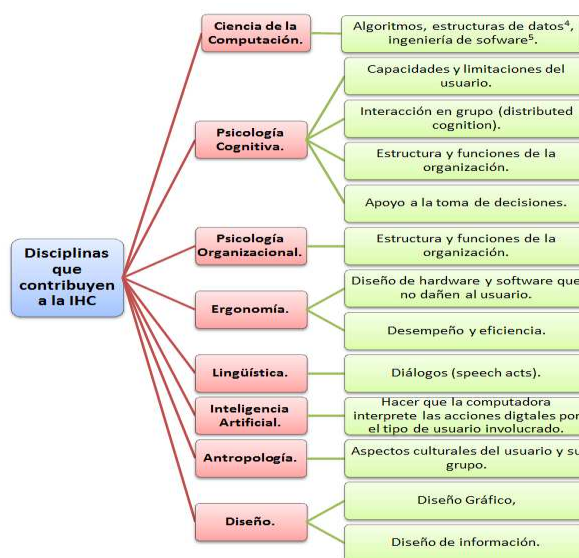 Disciplinas
que
contribuyen
a la IHC
Ciencia de la
Computación.
Algoritmos, estructuras de datos⁴,
ingeniería de sofware⁵.
Psicología
Cognitiva.
Capacidades y limitaciones del
usuario.
Interacción en grupo (distributed
cognition).
Estructura y funciones de la
organización.
Apoyo a la toma de decisiones.
Psicología
Organizacional.
Estructura y funciones de la
organización.
Ergonomía.
Diseño de hardware y software que
no dañen al usuario.
Desempeño y eficiencia.
Lingüística.
Diálogos (speech acts).
Inteligencia
Artificial.
Hacer que la computadora
interprete las acciones digtales por
el tipo de usuario involucrado.
Antropología.
Aspectos culturales del usuario y su
grupo.
Diseño.
Diseño Gráfico,
Diseño de información.